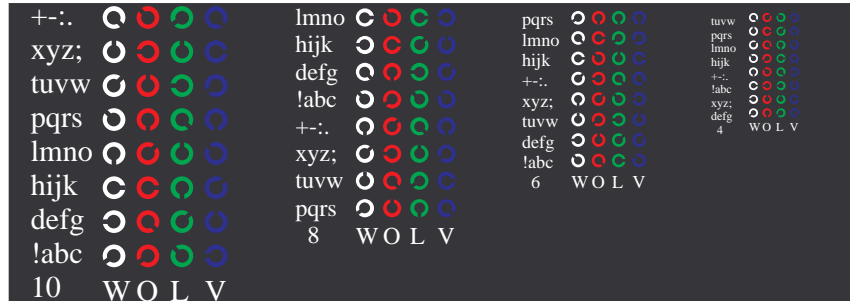 +-:.
xyz;
tuvw
pqrs
lmno
hijk
defg
!abc
10 W O L V
lmno
hijk
defg
!abc
+-:.
xyz;
tuvw
pqrs
8 W O L V
pqrs
lmno
hijk
+-:.
xyz;
tuvw
defg
!abc
6 W O L V
tuvw
pqrs
lmno
hijk
+-:.
!abc
xyz;
defg
4 W O L V